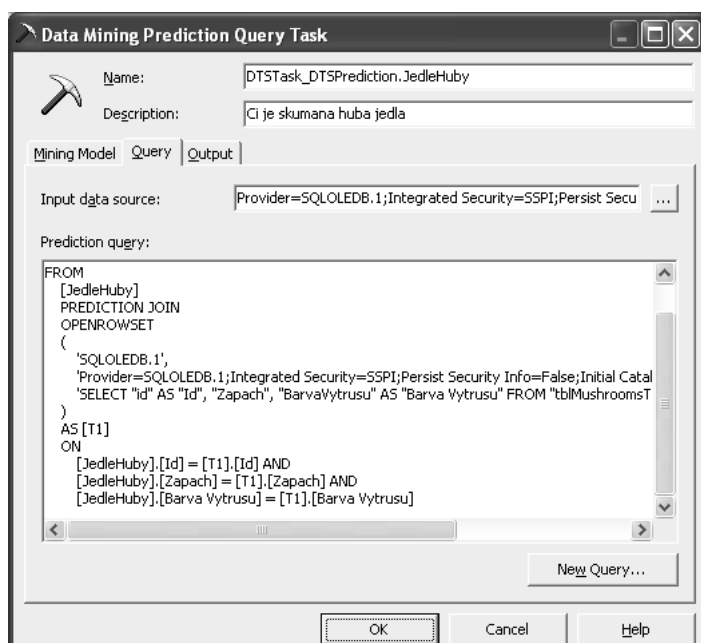 Data Mining Prediction Query Task
Name:
DTSTask_DTSPrediction.JedleHuby
Description:
Ci je skumana huba jedla
Mining Model
Query
Output
Input data source:
Provider=SQLOLEDB.1;Integrated Security=SSPI;Persist Secu
...
Prediction query:
FROM
[JedleHuby]
PREDICTION JOIN
OPENROWSET
(
'SQLOLEDB.1',
'Provider=SQLOLEDB.1;Integrated Security=SSPI;Persist Security Info=False;Initial Catal
'SELECT "id" AS "Id", "Zapach", "BarvaVytrusu" AS "Barva Vytrusu" FROM "tblMushroomsT
)
AS [T1]
ON
[JedleHuby].[Id] = [T1].[Id] AND
[JedleHuby].[Zapach] = [T1].[Zapach] AND
[JedleHuby].[Barva Vytrusu] = [T1].[Barva Vytrusu]
New Query...
OK
Cancel
Help